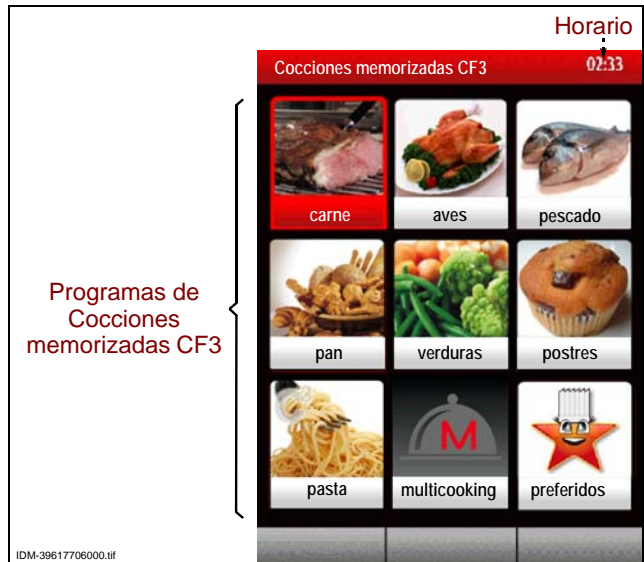 Horario
Cocciones memorizadas CF3 02:33
carne aves pescado
Programas de
Cocciones
memorizadas CF3
pan verduras postres
M
pasta multicooking preferidos
IDM-39617706000.tif